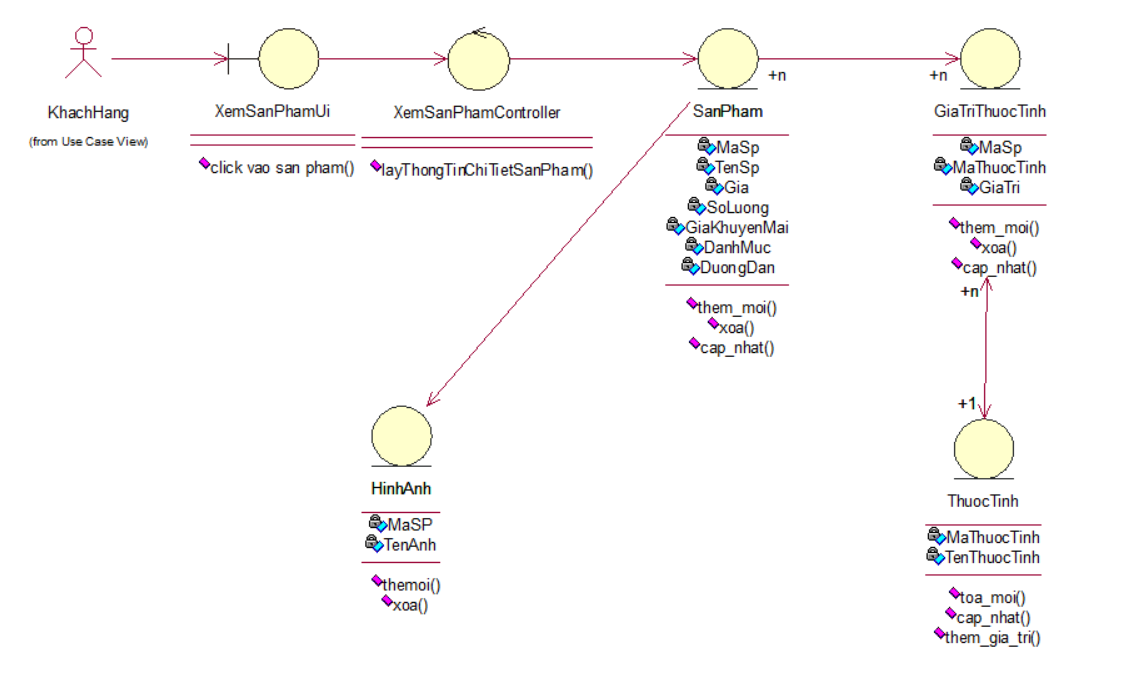 KhachHang
(from Use Case View)
XemSanPhamUi
click vao san pham()
XemSanPhamController
layThongTinChiTietSanPham()
+n
SanPham
MaSp
TenSp
Gia
SoLuong
GiaKhuyenMai
DanhMuc
DuongDan
them_moi()
xoa()
cap_nhat()
+n
GiaTriThuocTinh
MaSp
MaThuocTinh
GiaTri
them_moi()
xoa()
cap_nhat()
+n
+1
HinhAnh
MaSP
TenAnh
themoi()
xoa()
ThuocTinh
MaThuocTinh
TenThuocTinh
toa_moi()
cap_nhat()
them_gia_tri()